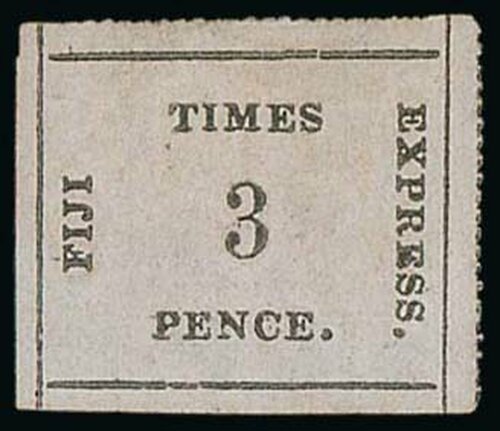 FIJI
TIMES
EXPRESS.
3
PENCE.